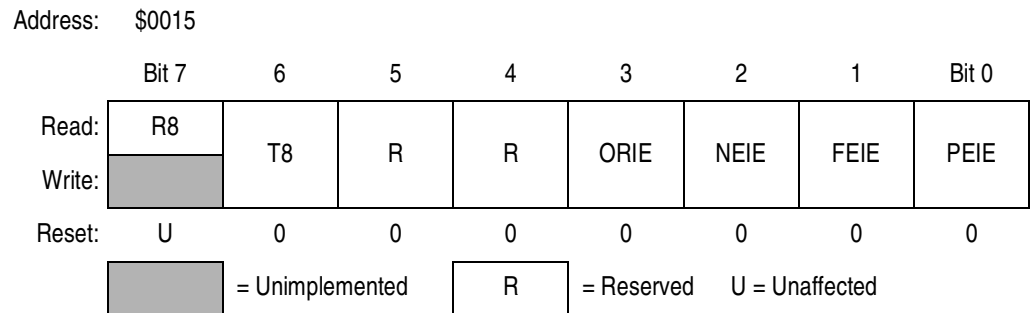 Address: $0015
Bit 7 6 5 4 3 2 1 Bit 0
Read: R8
T8 R R ORIE NEIE FEIE PEIE
Write:
Reset: U 0 0 0 0 0 0 0
= Unimplemented R = Reserved U = Unaffected